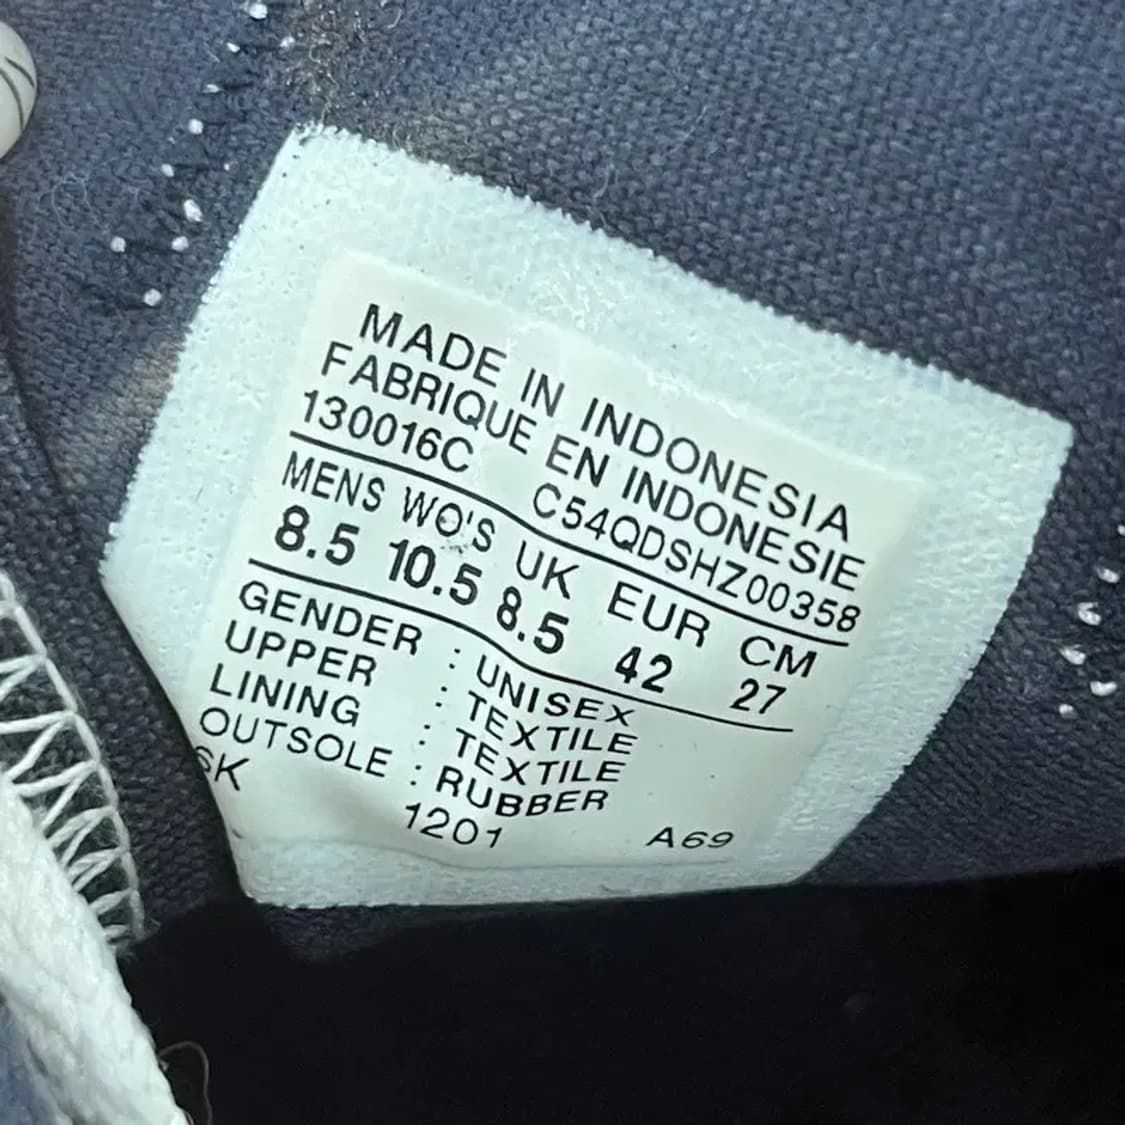 MADE IN INDONESIA
FABRIQUE EN INDONESIE
130016C C54QDSHZ00358
MENS WO'S UK EUR CM
8.5 10.5 8.5 42 27
GENDER : UNISEX
UPPER : TEXTILE
LINING : TEXTILE
OUTSOLE : RUBBER
SK 1201 A69